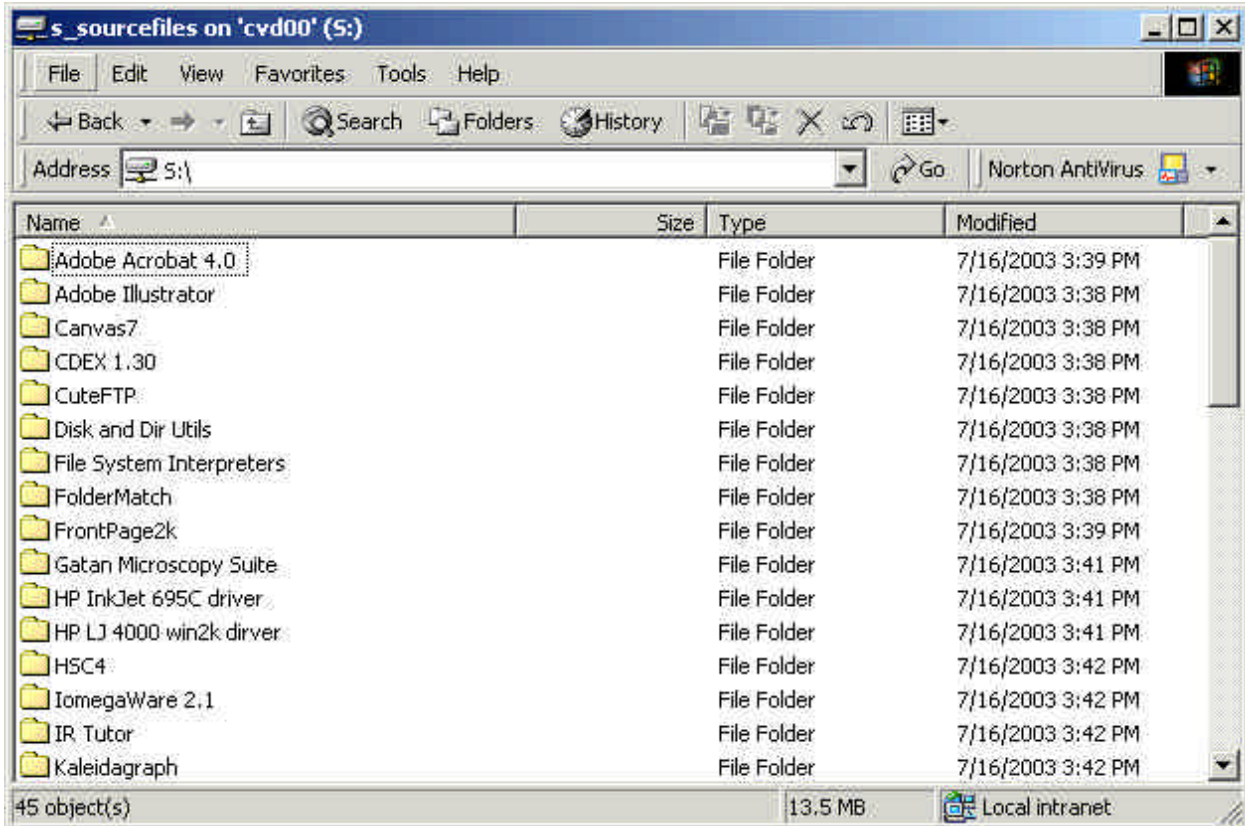 s_sourcefiles on 'cvd00' (S:)
File Edit View Favorites Tools Help
Back Search Folders History
Address S:\ Go Norton AntiVirus
Name Size Type Modified
Adobe Acrobat 4.0 File Folder 7/16/2003 3:39 PM
Adobe Illustrator File Folder 7/16/2003 3:38 PM
Canvas7 File Folder 7/16/2003 3:38 PM
CDEX 1.30 File Folder 7/16/2003 3:38 PM
CuteFTP File Folder 7/16/2003 3:38 PM
Disk and Dir Utils File Folder 7/16/2003 3:38 PM
File System Interpreters File Folder 7/16/2003 3:38 PM
FolderMatch File Folder 7/16/2003 3:38 PM
FrontPage2k File Folder 7/16/2003 3:39 PM
Gatan Microscopy Suite File Folder 7/16/2003 3:41 PM
HP InkJet 695C driver File Folder 7/16/2003 3:41 PM
HP LJ 4000 win2k dirver File Folder 7/16/2003 3:41 PM
HSC4 File Folder 7/16/2003 3:42 PM
IomegaWare 2.1 File Folder 7/16/2003 3:42 PM
IR Tutor File Folder 7/16/2003 3:42 PM
Kaleidagraph File Folder 7/16/2003 3:42 PM
45 object(s) 13.5 MB Local intranet